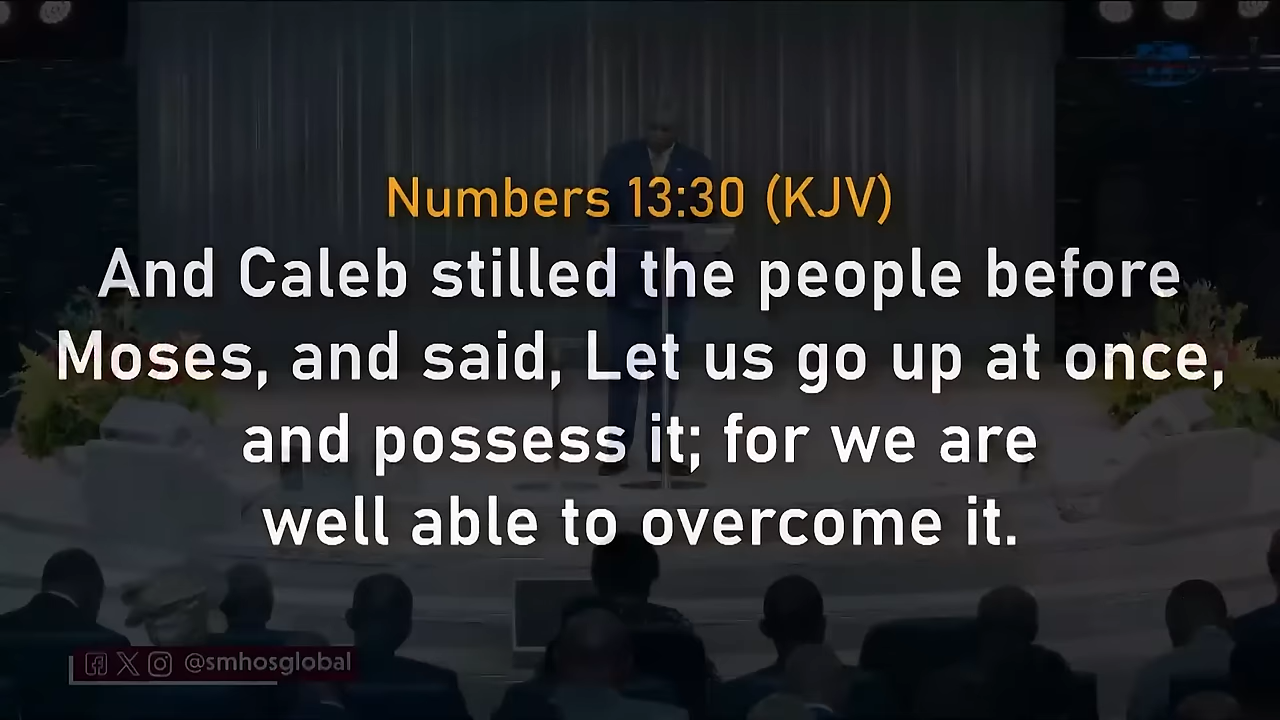 Numbers 13:30 (KJV)
And Caleb stilled the people before
Moses, and said, Let us go up at once,
and possess it; for we are
well able to overcome it.
@smhosglobal